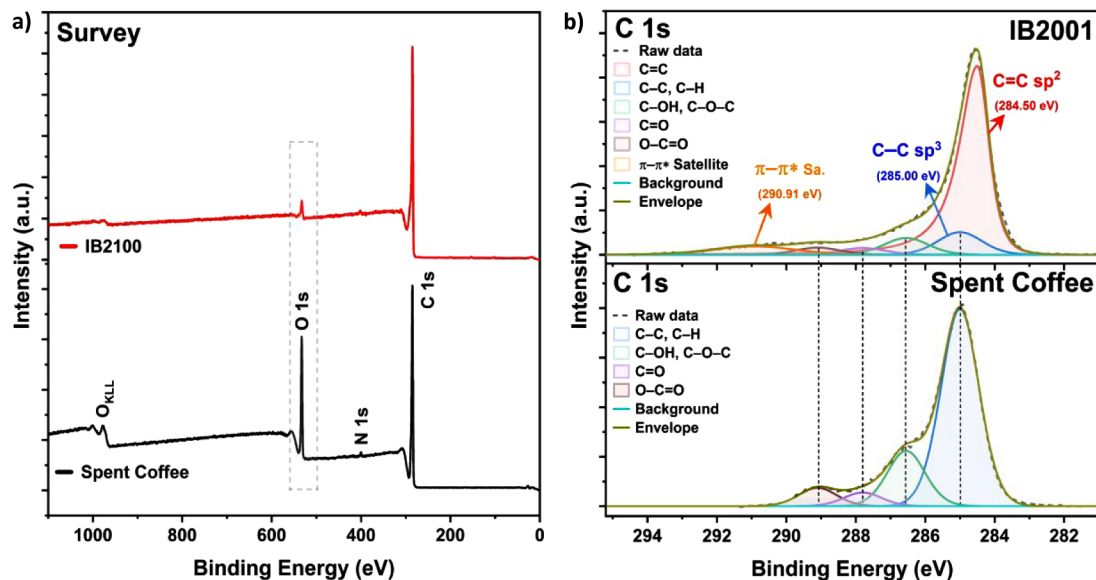 a)
Survey
IB2100
O 1s
C 1s
O_KLL
N 1s
Spent Coffee
Intensity (a.u.)
1000 800 600 400 200 0
Binding Energy (eV)
b)
C 1s
IB2001
Raw data
C=C
C–C, C–H
C–OH, C–O–C
C=O
O–C=O
π–π* Satellite
Background
Envelope
C=C sp²
(284.50 eV)
C–C sp³
(285.00 eV)
π–π* Sa.
(290.91 eV)
Intensity (a.u.)
C 1s
Spent Coffee
Raw data
C–C, C–H
C–OH, C–O–C
C=O
O–C=O
Background
Envelope
Intensity (a.u.)
294 292 290 288 286 284 282
Binding Energy (eV)